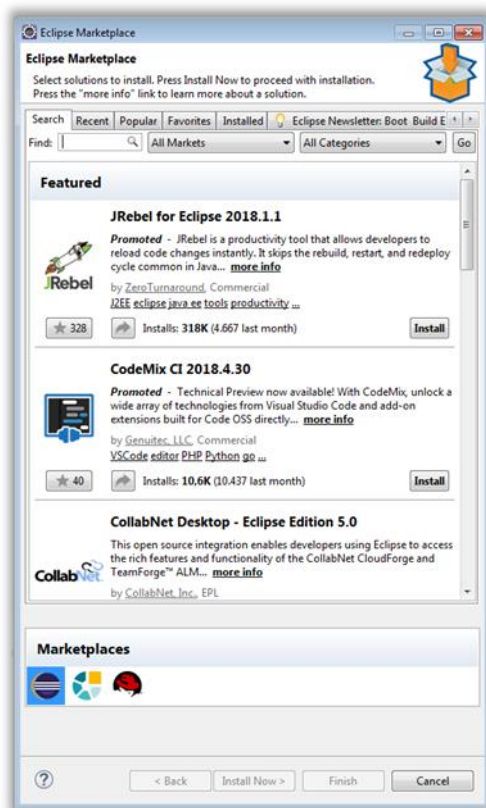 Eclipse Marketplace
Eclipse Marketplace
Select solutions to install. Press Install Now to proceed with installation.
Press the "more info" link to learn more about a solution.
Search Recent Popular Favorites Installed Eclipse Newsletter: Boot Build E
Find: All Markets All Categories Go
Featured
JRebel for Eclipse 2018.1.1
Promoted - JRebel is a productivity tool that allows developers to
reload code changes instantly. It skips the rebuild, restart, and redeploy
cycle common in Java... more info
JRebel
by ZeroTurnaround, Commercial
J2EE eclipse java ee tools productivity ...
328 Installs: 318K (4.667 last month) Install
CodeMix CI 2018.4.30
Promoted - Technical Preview now available! With CodeMix, unlock a
wide array of technologies from Visual Studio Code and add-on
extensions built for Code OSS directly... more info
by Genuitec, LLC, Commercial
VSCode editor PHP Python go ...
40 Installs: 10,6K (10.437 last month) Install
CollabNet Desktop - Eclipse Edition 5.0
This open source integration enables developers using Eclipse to access
the rich features and functionality of the CollabNet CloudForge and
CollabNet TeamForge™ ALM... more info
by CollabNet, Inc., EPL
Marketplaces
? < Back Install Now > Finish Cancel